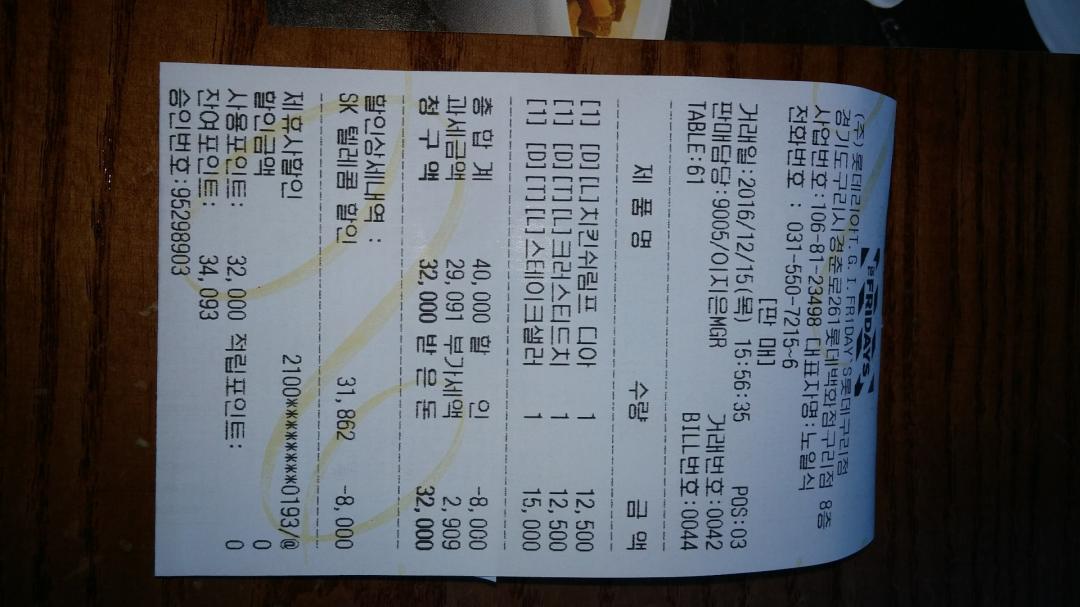 FRIDAYS
(주)롯데리아T.G.I.FRIDAY S롯데구리점
경기도구리시경춘로261롯데백화점구리점 8층
사업번호:106-81-23498 대표자명:노일식
전화번호 : 031-550-7215~6
[판 매]
거래일:2016/12/15(목) 15:56:35 POS:03
판매담당:9005/이지은MGR 거래번호:0042
TABLE:61 BILL번호:0044
제 품 명 수량 금 액
[1] [D][L]치킨쉬림프 디아 1 12,500
[1] [D][T][L]크러스티드치 1 12,500
[1] [D][T][L]스테이크샐러 1 15,000
총 합 계 40,000 할 인 -8,000
과세금액 29,091 부가세액 2,909
청 구 액 32,000 받 은 돈 32,000
할인상세내역 :
SK 텔레콤 할인 31,862 -8,000
제휴사할인 2100*********0193/@
할인금액 0
사용포인트: 32,000 적립포인트: 0
잔여포인트: 34,093
승인번호:95298903